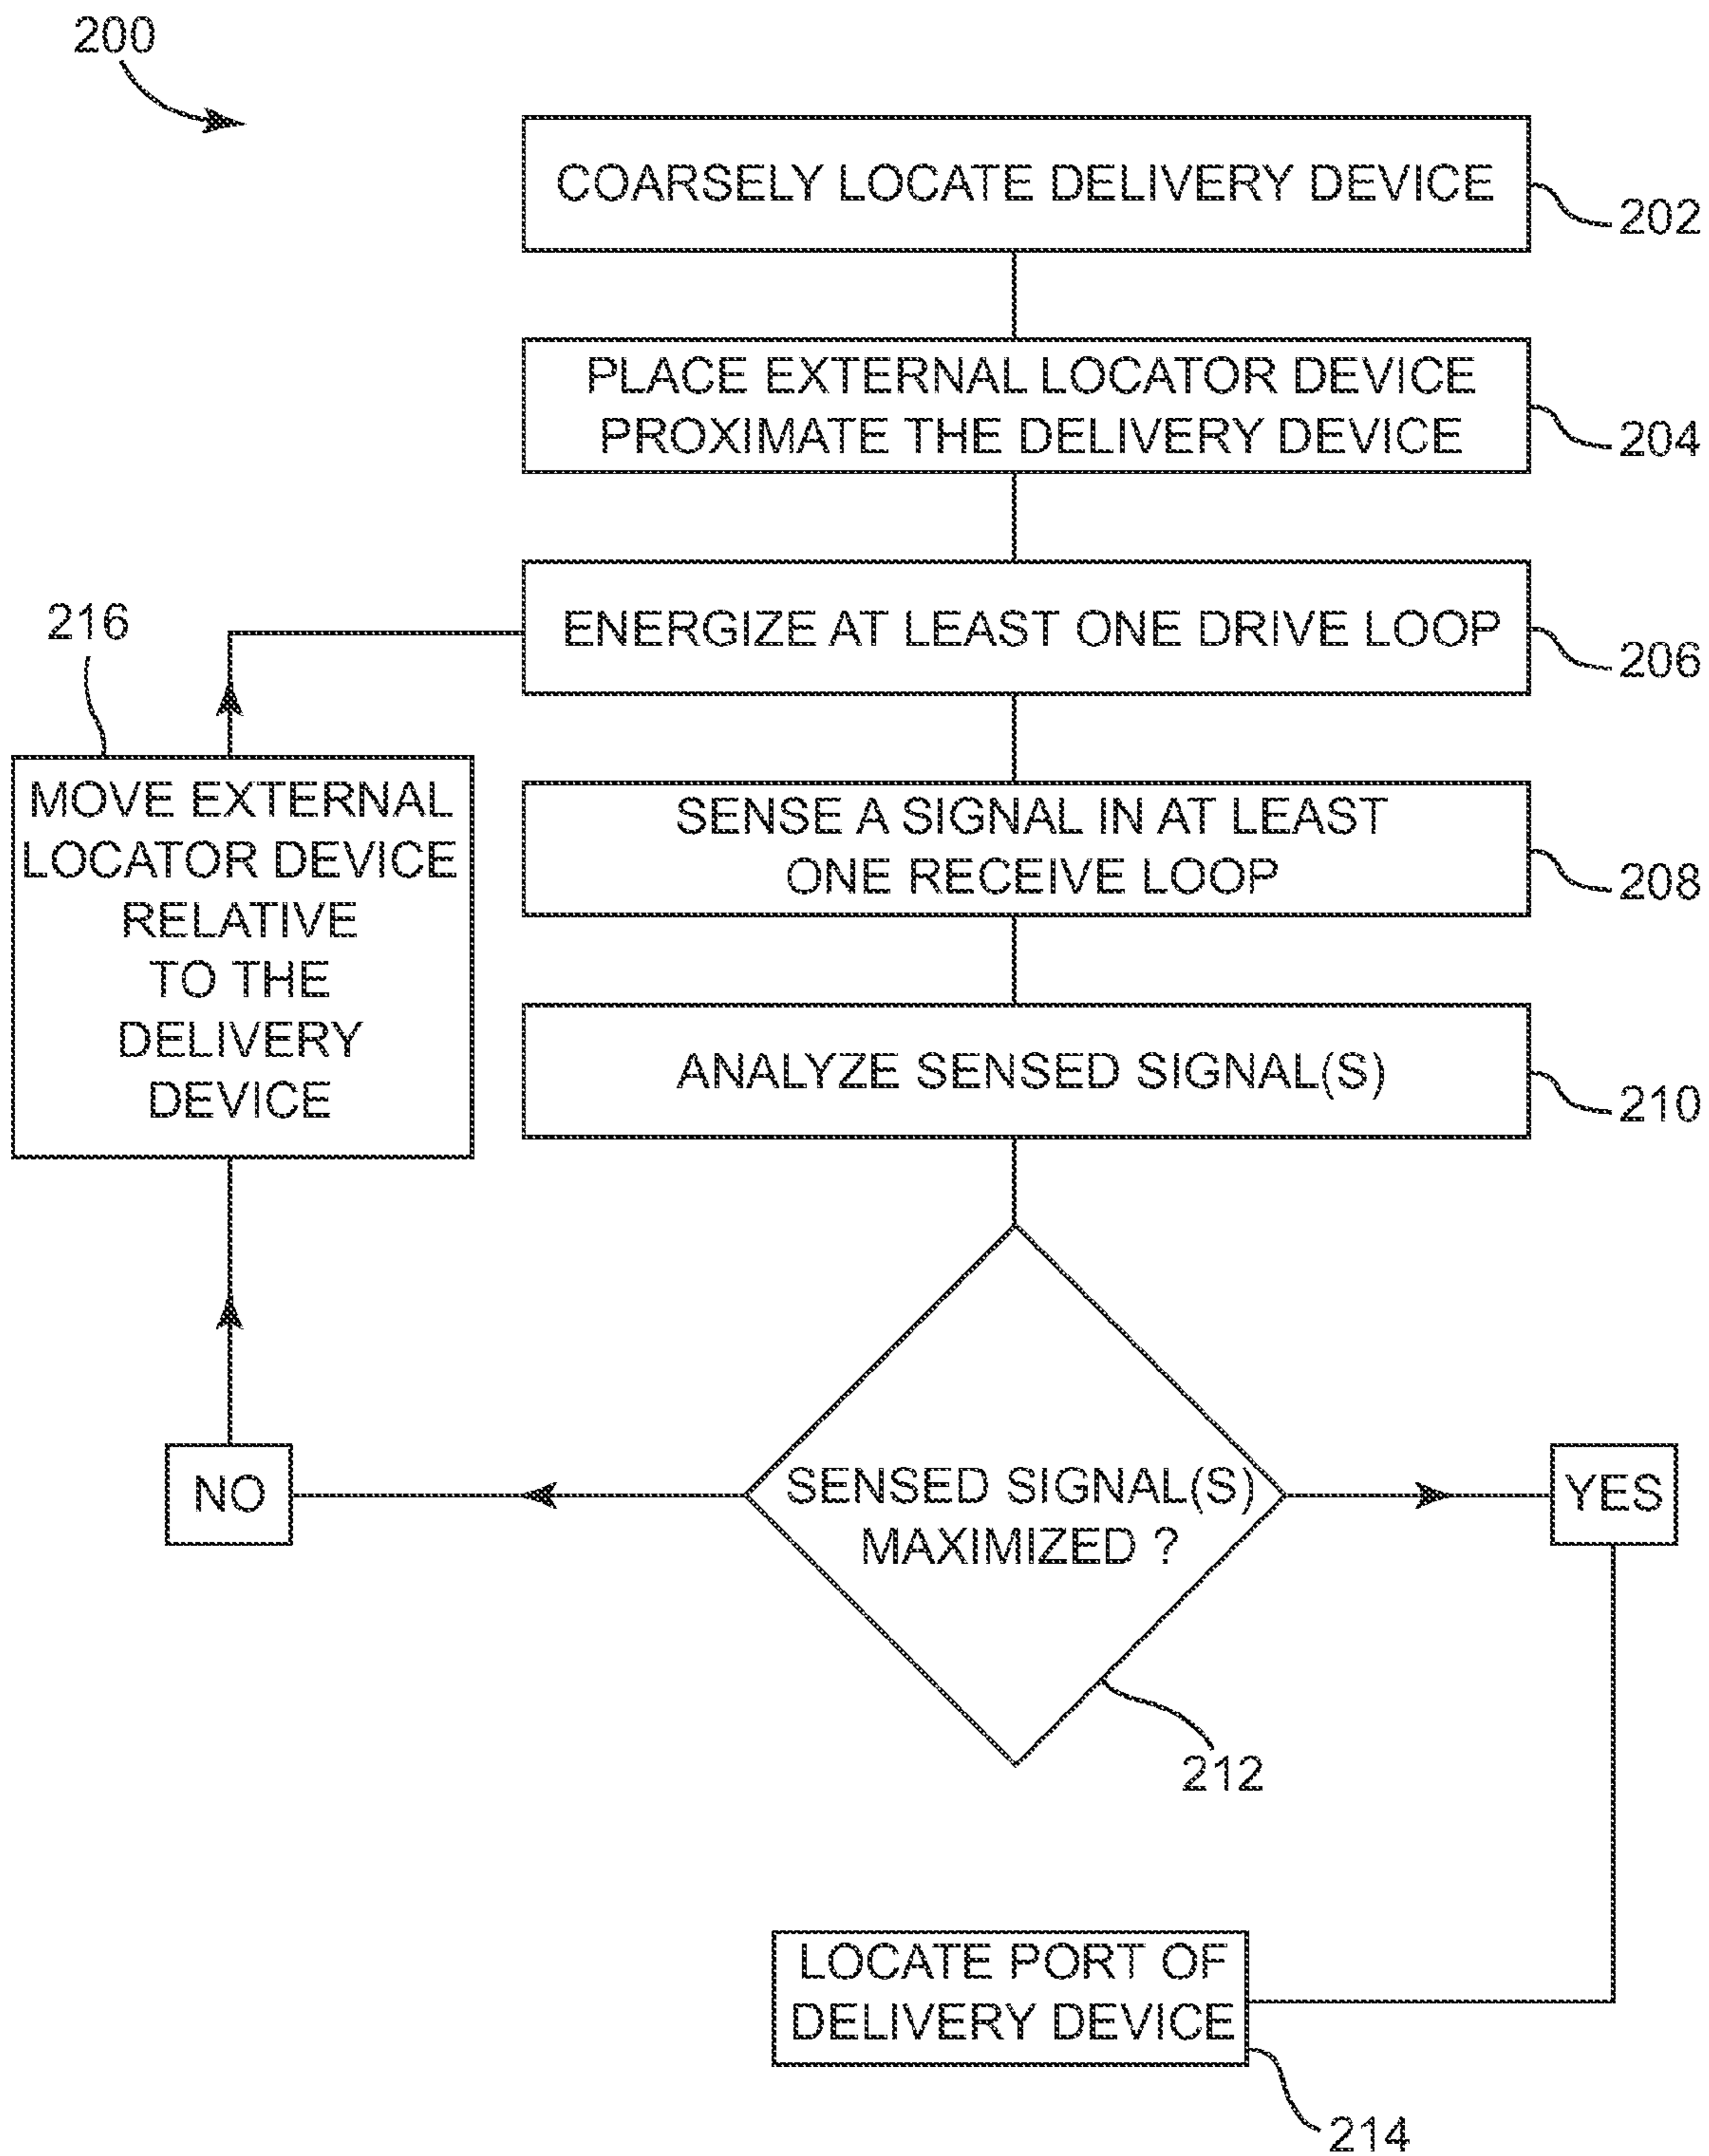 200
COARSELY LOCATE DELIVERY DEVICE
202
PLACE EXTERNAL LOCATOR DEVICE
PROXIMATE THE DELIVERY DEVICE
204
ENERGIZE AT LEAST ONE DRIVE LOOP
206
216
MOVE EXTERNAL
LOCATOR DEVICE
RELATIVE
TO THE
DELIVERY
DEVICE
SENSE A SIGNAL IN AT LEAST
ONE RECEIVE LOOP
208
ANALYZE SENSED SIGNAL(S)
210
NO
SENSED SIGNAL(S)
MAXIMIZED ?
YES
212
LOCATE PORT OF
DELIVERY DEVICE
214